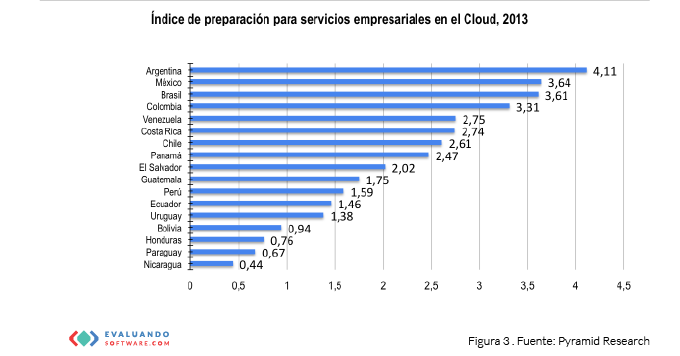 Índice de preparación para servicios empresariales en el Cloud, 2013
Argentina 4,11
México 3,64
Brasil 3,61
Colombia 3,31
Venezuela 2,75
Costa Rica 2,74
Chile 2,61
Panamá 2,47
El Salvador 2,02
Guatemala 1,75
Perú 1,59
Ecuador 1,46
Uruguay 1,38
Bolivia 0,94
Honduras 0,76
Paraguay 0,67
Nicaragua 0,44
0 0,5 1 1,5 2 2,5 3 3,5 4 4,5
EVALUANDO
SOFTWARE.COM
Figura 3 . Fuente: Pyramid Research